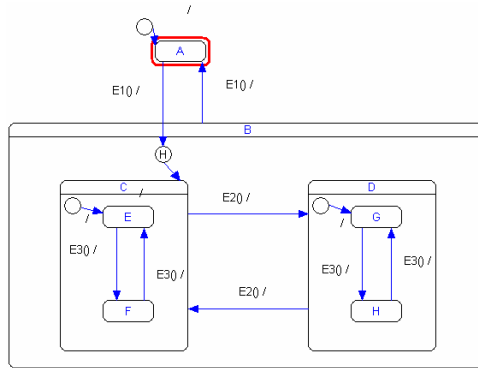 /
A
E1() /
E1() /
B
H
C
D
/
E
E2() /
G
/
/
E3() /
E3() /
E3() /
E3() /
E2() /
F
H